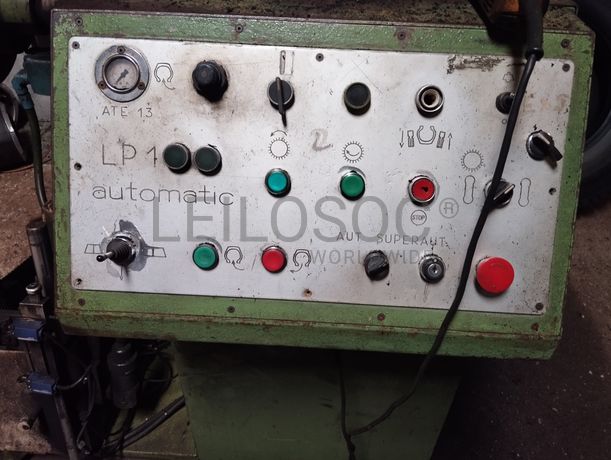 ATE 13
LP 1
automatic
2
STOP
AUT SUPERAUT
LEILOSOC®
WORLDWIDE